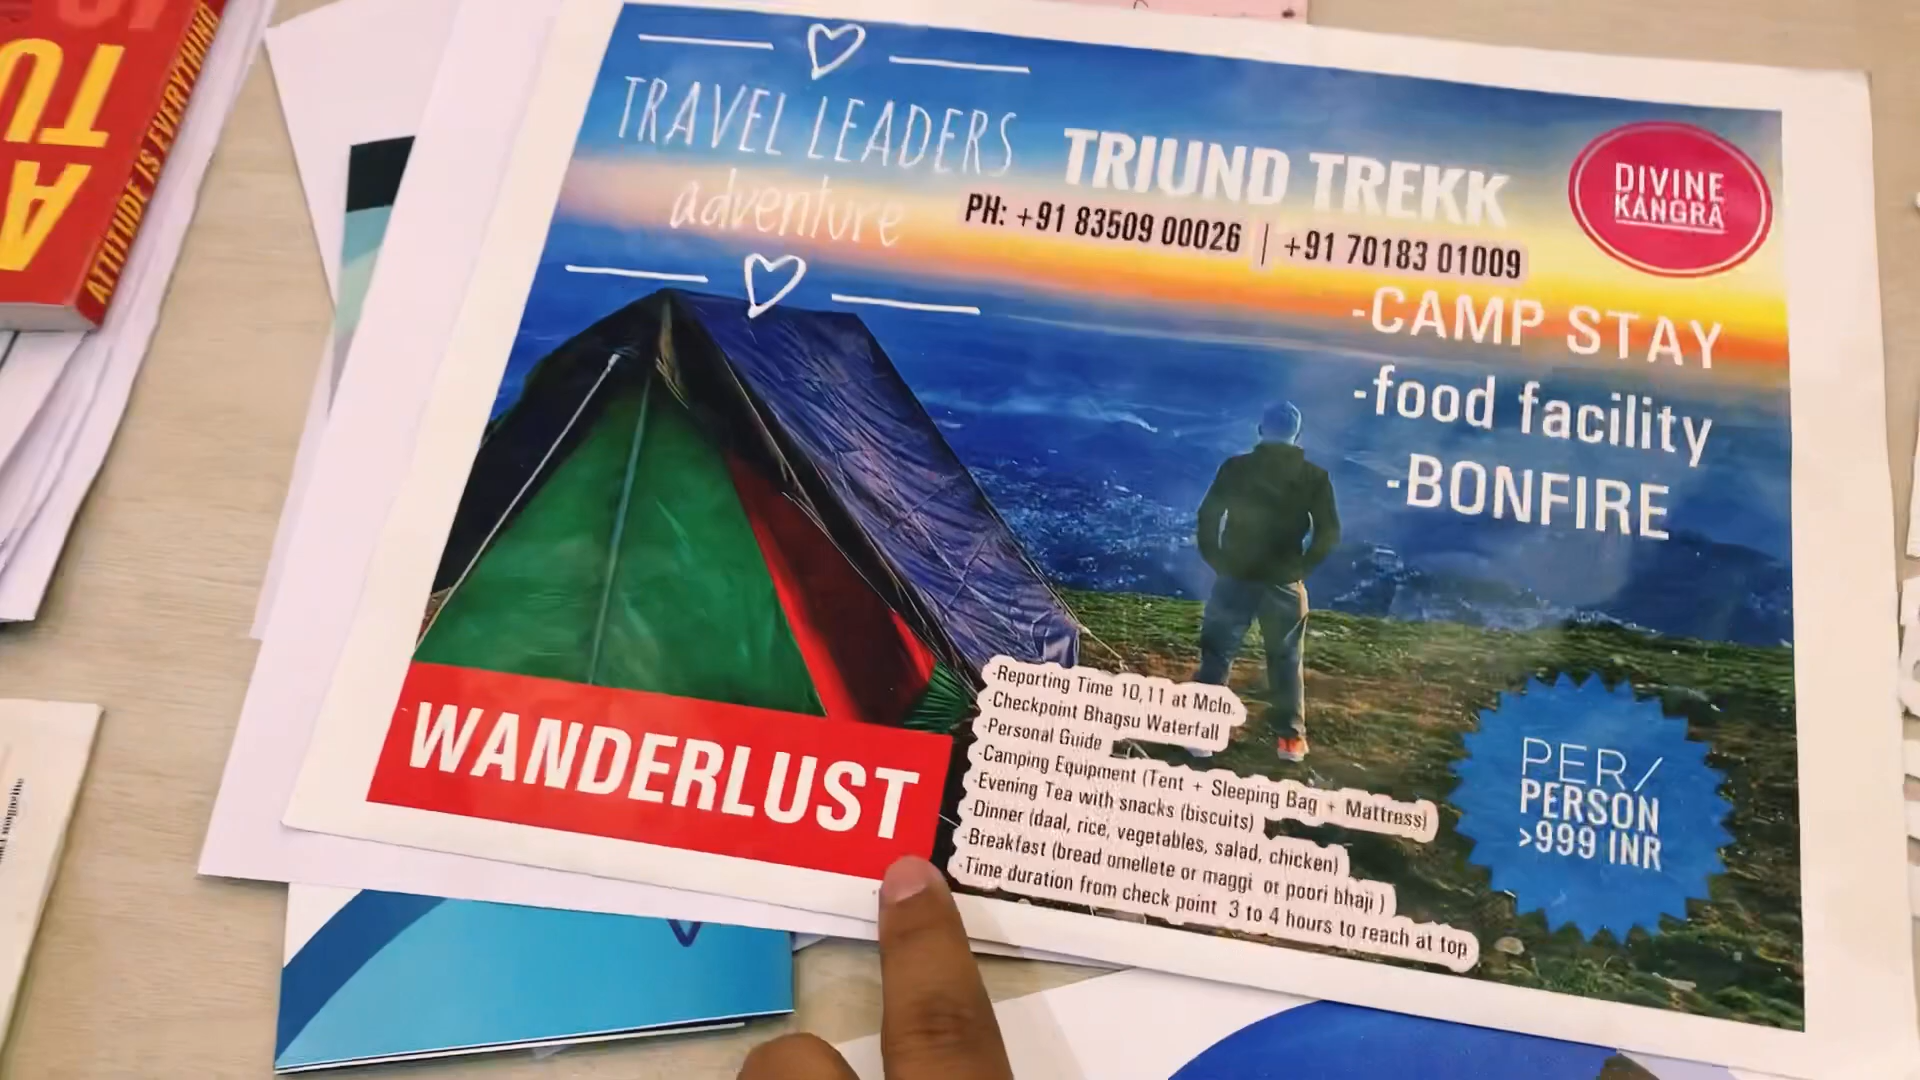 TRAVEL LEADERS
adventure
TRIUND TREKK
PH: +91 83509 00026 | +91 70183 01009
DIVINE
KANGRA
-CAMP STAY
-food facility
-BONFIRE
WANDERLUST
-Reporting Time 10,11 at Mclo.
-Checkpoint Bhagsu Waterfall
-Personal Guide
-Camping Equipment (Tent + Sleeping Bag + Mattress)
-Evening Tea with snacks (biscuits)
-Dinner (daal, rice, vegetables, salad, chicken)
-Breakfast (bread omellete or maggi or poori bhaji )
-Time duration from check point 3 to 4 hours to reach at top
PER/
PERSON
>999 INR
ATTITUDE IS EVERYTHING